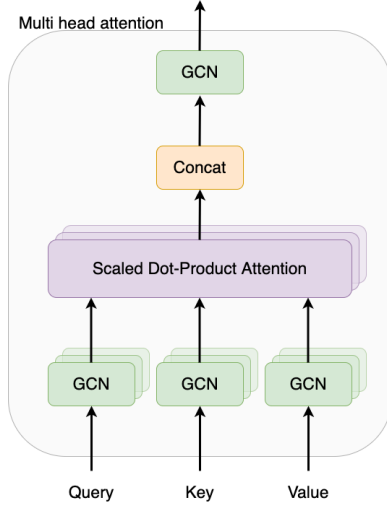 Multi head attention
GCN
Concat
Scaled Dot-Product Attention
GCN GCN GCN
Query Key Value